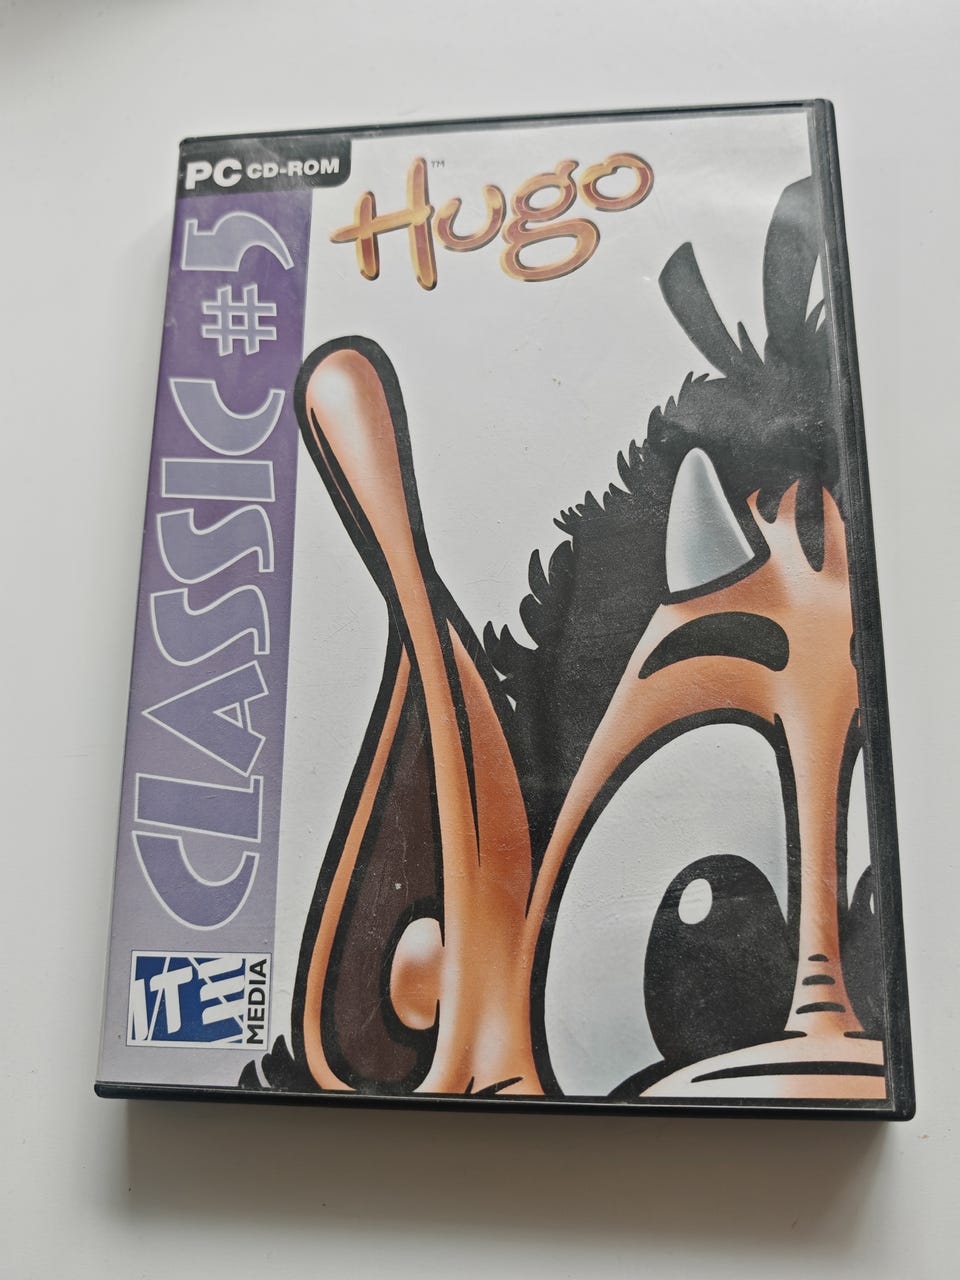 PC CD-ROM
Hugo™
CLASSIC #5
ITE
MEDIA